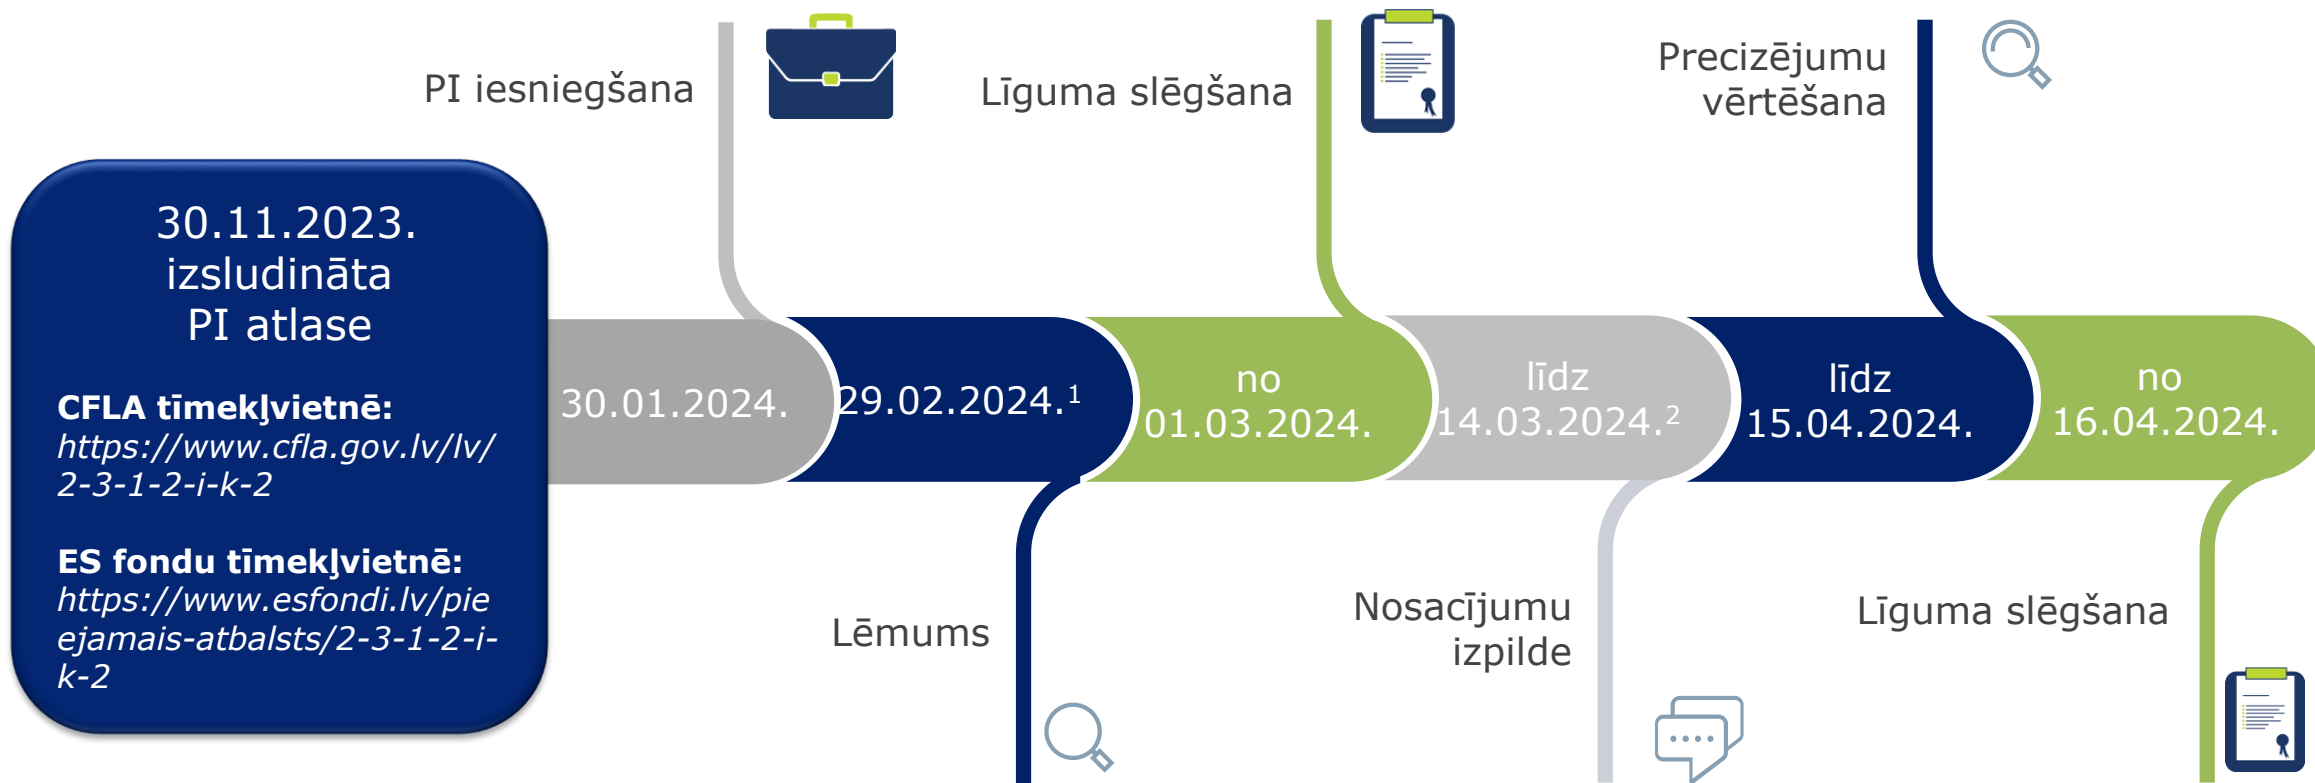 PI iesniegšana
Līguma slēgšana
Precizējumu
vērtēšana
30.11.2023.
izsludināta
PI atlase
CFLA tīmekļvietnē:
https://www.cfla.gov.lv/lv/
2-3-1-2-i-k-2
ES fondu tīmekļvietnē:
https://www.esfondi.lv/pie
ejamais-atbalsts/2-3-1-2-i-
k-2
30.01.2024.
29.02.2024.¹
no
01.03.2024.
līdz
14.03.2024.²
līdz
15.04.2024.
no
16.04.2024.
Lēmums
Nosacījumu
izpilde
Līguma slēgšana